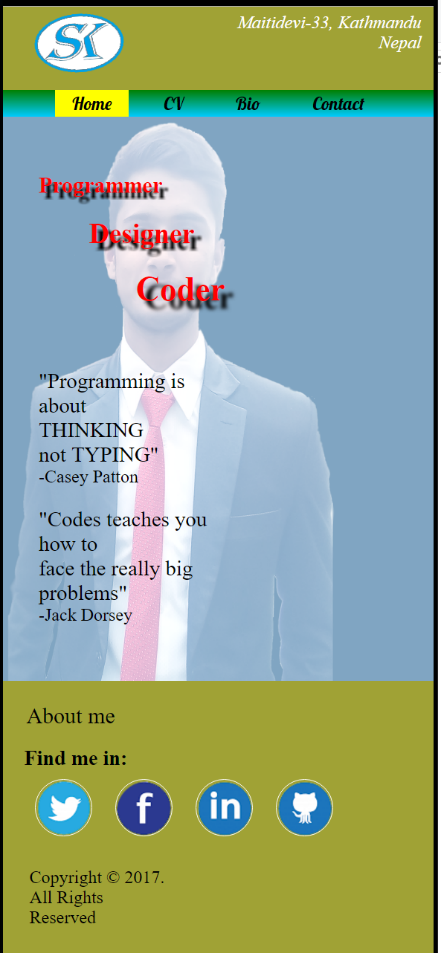 SK
Maitidevi-33, Kathmandu
Nepal
Home CV Bio Contact
Programmer
Designer
Coder
"Programming is
about
THINKING
not TYPING"
-Casey Patton
"Codes teaches you
how to
face the really big
problems"
-Jack Dorsey
About me
Find me in:
f in
Copyright © 2017.
All Rights
Reserved